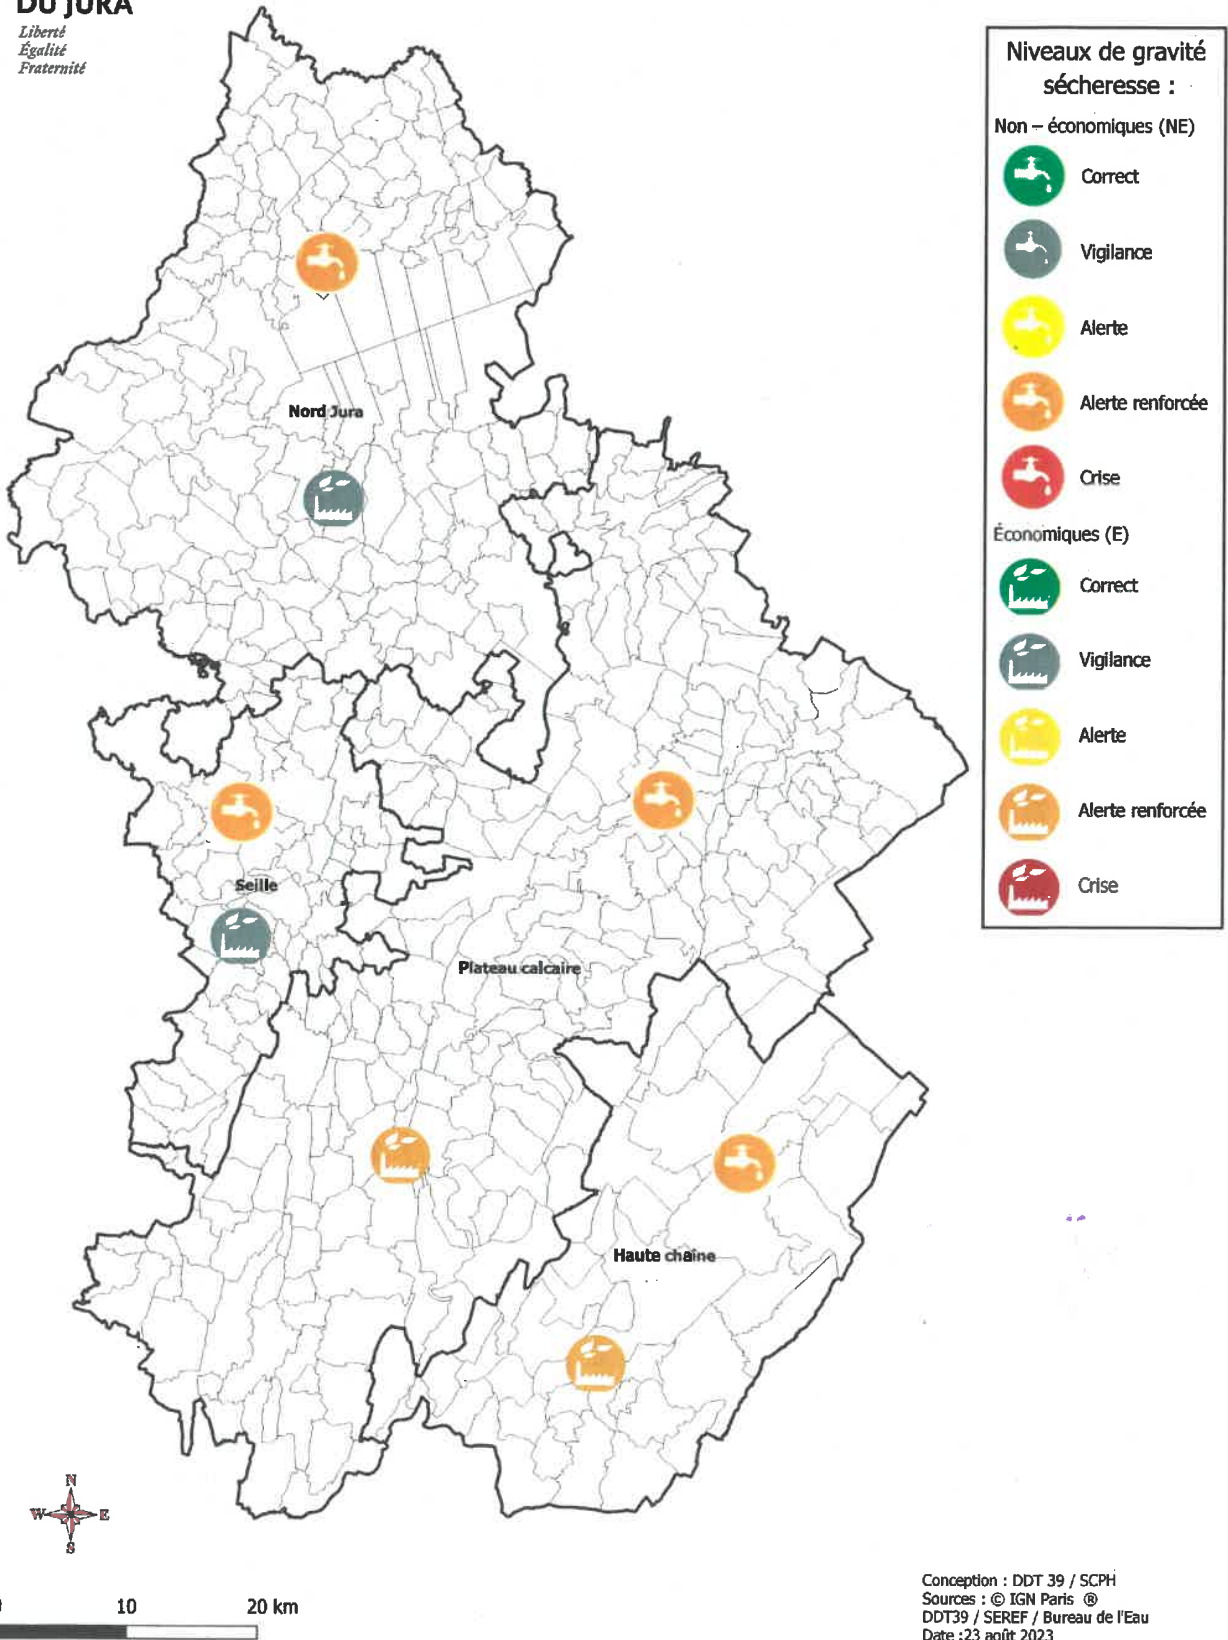 DU JURA
Liberté
Égalité
Fraternité
Niveaux de gravité
sécheresse :
Non – économiques (NE)
Correct
Vigilance
Alerte
Alerte renforcée
Crise
Économiques (E)
Correct
Vigilance
Alerte
Alerte renforcée
Crise
Nord Jura
Seille
Plateau calcaire
Haute chaîne
N
W E
S
10 20 km
Conception : DDT 39 / SCPH
Sources : © IGN Paris ®
DDT39 / SEREF / Bureau de l'Eau
Date :23 août 2023